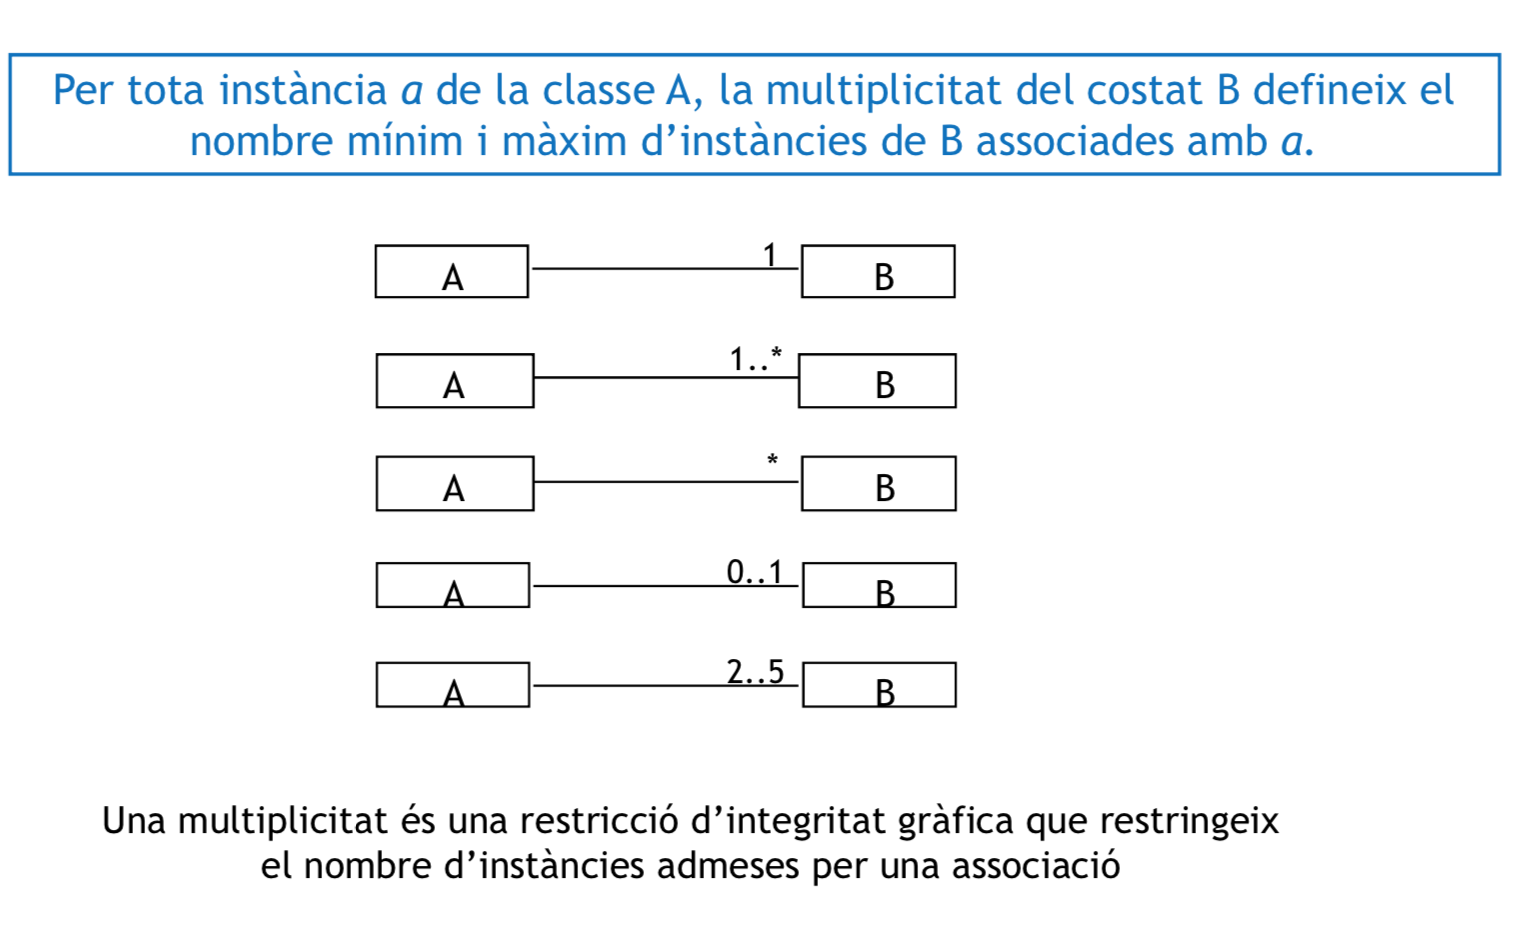 Per tota instància a de la classe A, la multiplicitat del costat B defineix el
nombre mínim i màxim d’instàncies de B associades amb a.
A 1 B
A 1..* B
A * B
A 0..1 B
A 2..5 B
Una multiplicitat és una restricció d’integritat gràfica que restringeix
el nombre d’instàncies admeses per una associació